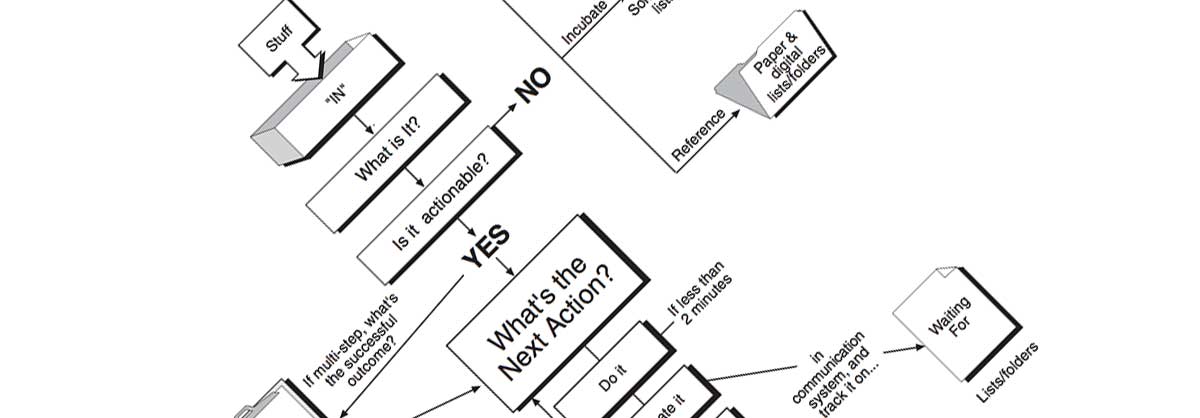 Stuff
"IN"
What is It?
Is it actionable?
NO
Incubate
Reference
Paper &
digital
lists/folders
YES
If multi-step, what's
the successful
outcome?
What's the
Next Action?
If less than
2 minutes
Do it
in
communication
system, and
track it on...
Waiting
For
Lists/folders